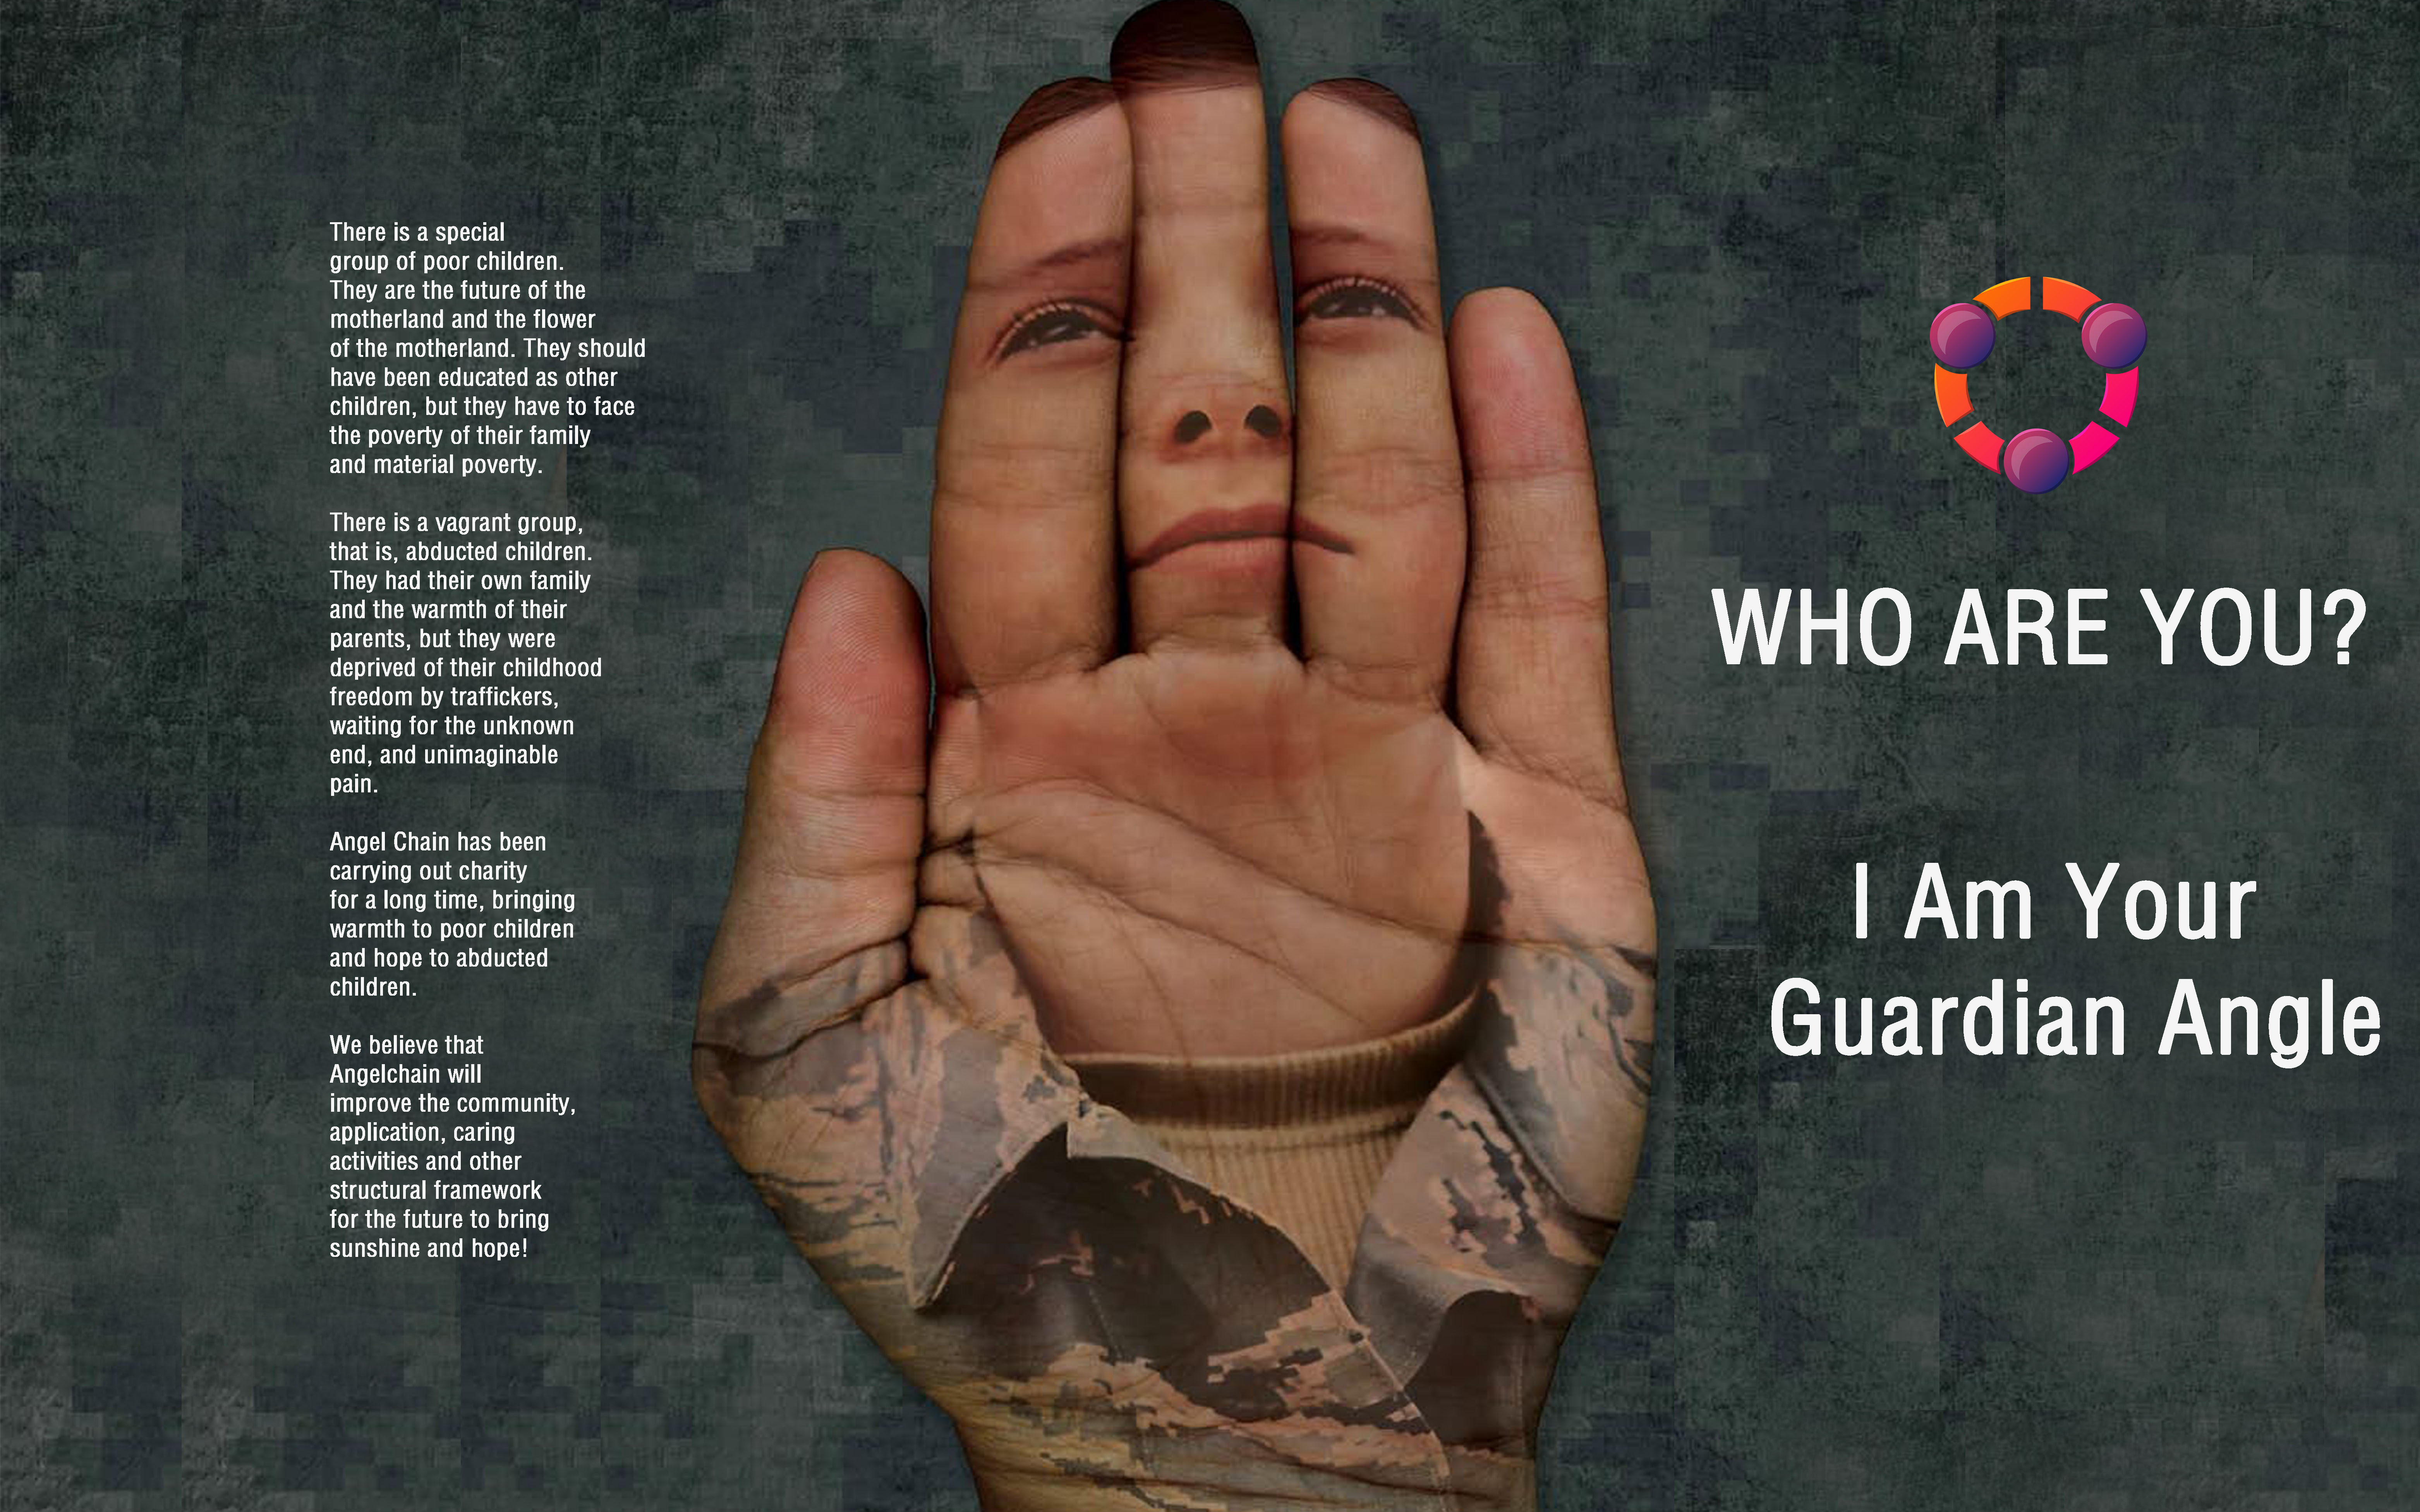 There is a special
group of poor children.
They are the future of the
motherland and the flower
of the motherland. They should
have been educated as other
children, but they have to face
the poverty of their family
and material poverty.
There is a vagrant group,
that is, abducted children.
They had their own family
and the warmth of their
parents, but they were
deprived of their childhood
freedom by traffickers,
waiting for the unknown
end, and unimaginable
pain.
Angel Chain has been
carrying out charity
for a long time, bringing
warmth to poor children
and hope to abducted
children.
We believe that
Angelchain will
improve the community,
application, caring
activities and other
structural framework
for the future to bring
sunshine and hope!
WHO ARE YOU?
I Am Your
Guardian Angle